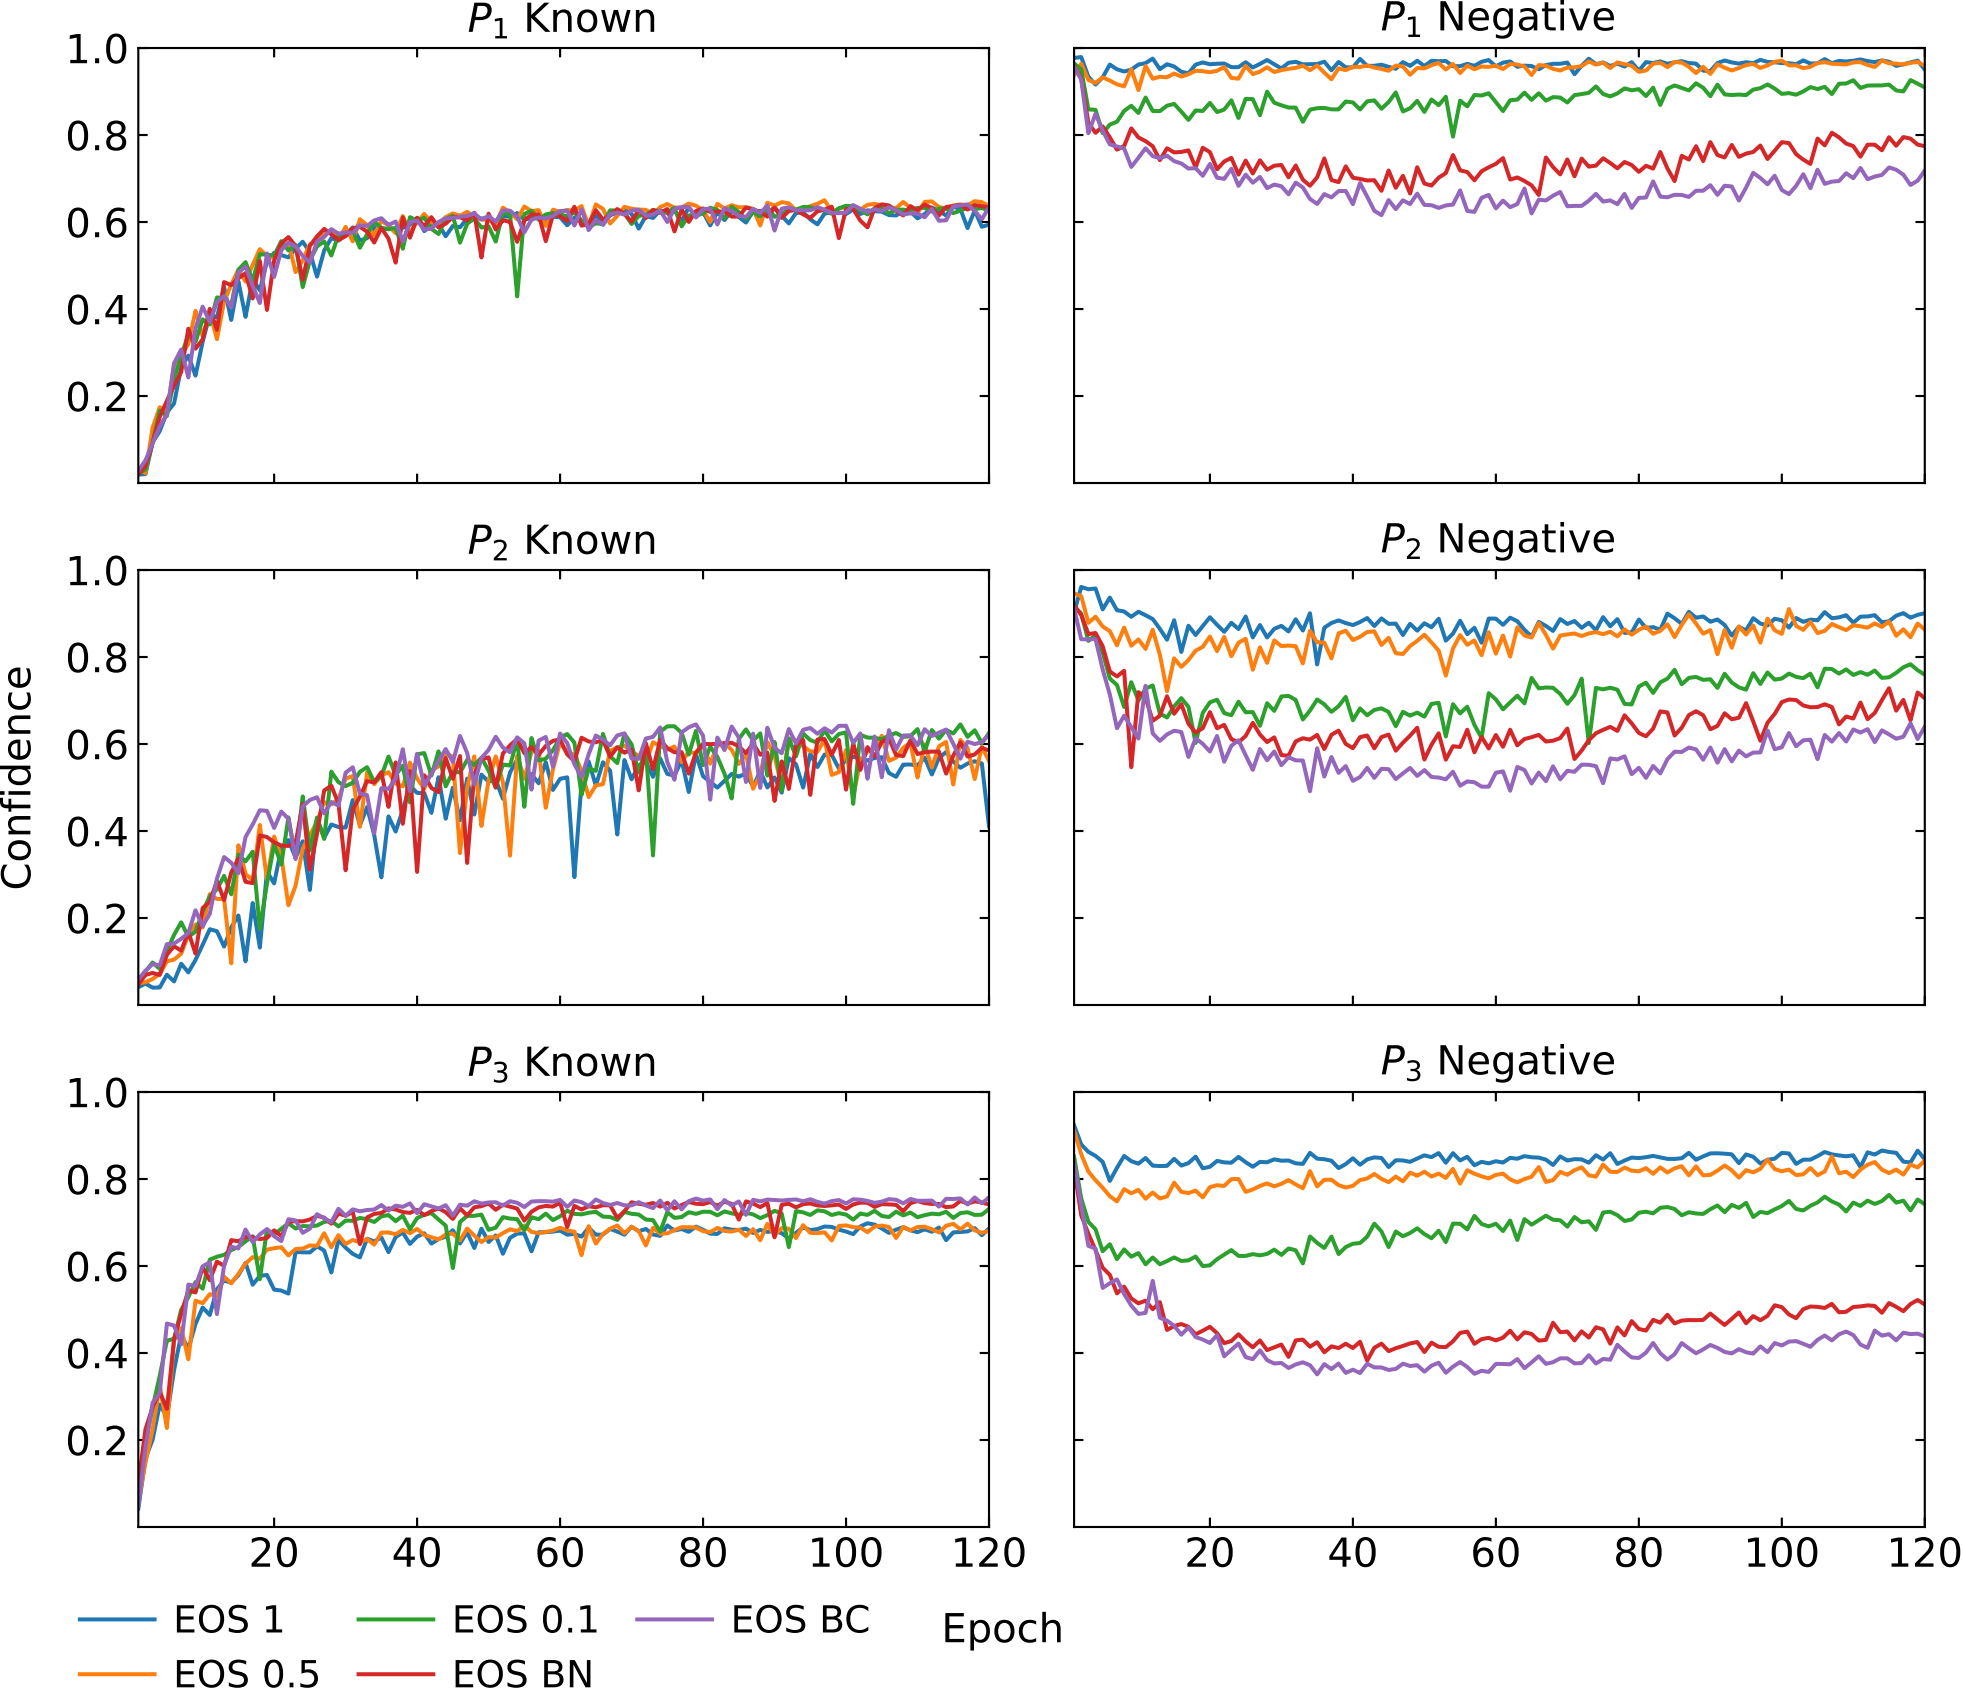 P1 Known
P1 Negative
1.0
0.8
0.6
0.4
0.2
P2 Known
P2 Negative
1.0
0.8
0.6
0.4
0.2
Confidence
P3 Known
P3 Negative
1.0
0.8
0.6
0.4
0.2
20 40 60 80 100 120
20 40 60 80 100 120
EOS 1 EOS 0.1 EOS BC
Epoch
EOS 0.5 EOS BN